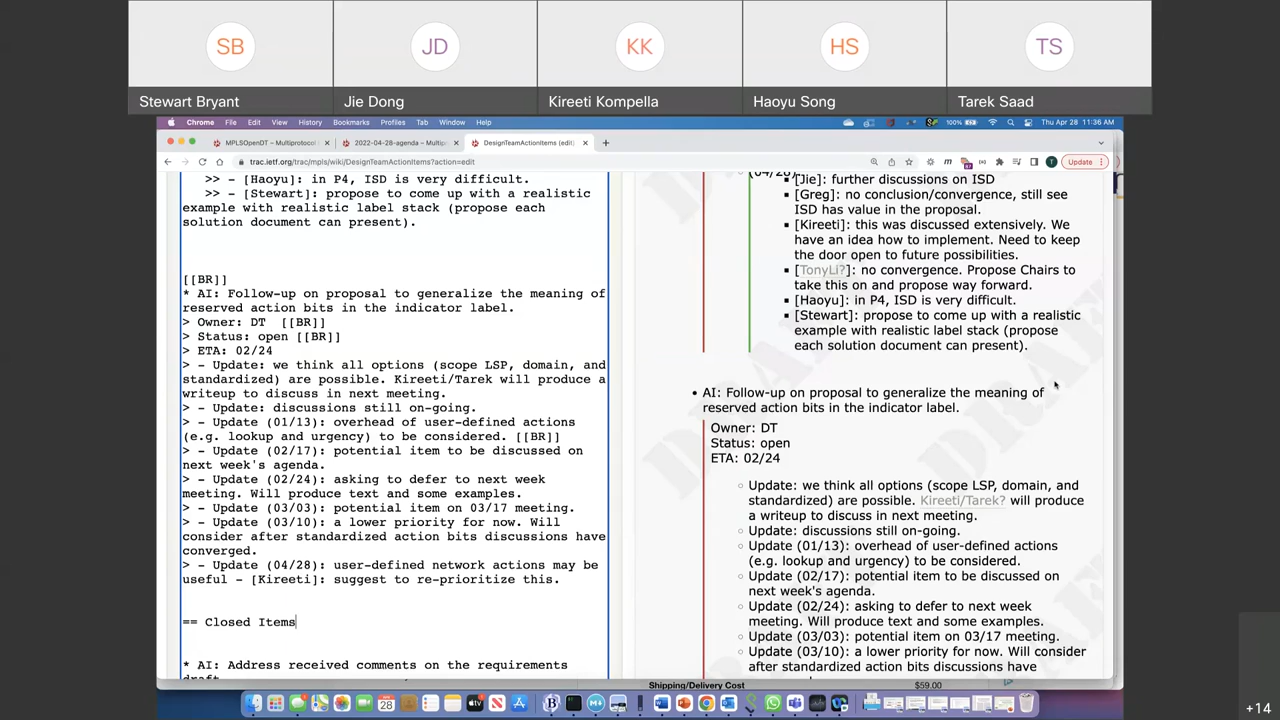 SB
JD
KK
HS
TS
Stewart Bryant
Jie Dong
Kireeti Kompella
Haoyu Song
Tarek Saad
Chrome File Edit View History Bookmarks Profiles Tab Window Help
100% Thu Apr 28 11:36 AM
MPLSOpenDT – Multiprotocol
2022-04-28-agenda – Multip
DesignTeamActionItems (edit)
trac.ietf.org/trac/mpls/wiki/DesignTeamActionItems?action=edit
Update
>> - [Haoyu]: in P4, ISD is very difficult.
>> - [Stewart]: propose to come up with a realistic
example with realistic label stack (propose each
solution document can present).
[[BR]]
* AI: Follow-up on proposal to generalize the meaning of
reserved action bits in the indicator label.
> Owner: DT [[BR]]
> Status: open [[BR]]
> ETA: 02/24
> - Update: we think all options (scope LSP, domain, and
standardized) are possible. Kireeti/Tarek will produce a
writeup to discuss in next meeting.
> - Update: discussions still on-going.
> - Update (01/13): overhead of user-defined actions
(e.g. lookup and urgency) to be considered. [[BR]]
> - Update (02/17): potential item to be discussed on
next week's agenda.
> - Update (02/24): asking to defer to next week
meeting. Will produce text and some examples.
> - Update (03/03): potential item on 03/17 meeting.
> - Update (03/10): a lower priority for now. Will
consider after standardized action bits discussions have
converged.
> - Update (04/28): user-defined network actions may be
useful - [Kireeti]: suggest to re-prioritize this.
== Closed Items
* AI: Address received comments on the requirements
draft.
(04/28)
[Jie]: further discussions on ISD
[Greg]: no conclusion/convergence, still see
ISD has value in the proposal.
[Kireeti]: this was discussed extensively. We
have an idea how to implement. Need to keep
the door open to future possibilities.
[TonyLi?]: no convergence. Propose Chairs to
take this on and propose way forward.
[Haoyu]: in P4, ISD is very difficult.
[Stewart]: propose to come up with a realistic
example with realistic label stack (propose
each solution document can present).
• AI: Follow-up on proposal to generalize the meaning of
reserved action bits in the indicator label.
Owner: DT
Status: open
ETA: 02/24
Update: we think all options (scope LSP, domain, and
standardized) are possible. Kireeti/Tarek? will produce
a writeup to discuss in next meeting.
Update: discussions still on-going.
Update (01/13): overhead of user-defined actions
(e.g. lookup and urgency) to be considered.
Update (02/17): potential item to be discussed on
next week's agenda.
Update (02/24): asking to defer to next week
meeting. Will produce text and some examples.
Update (03/03): potential item on 03/17 meeting.
Update (03/10): a lower priority for now. Will consider
after standardized action bits discussions have
Shipping/Delivery Cost $59.00
+14